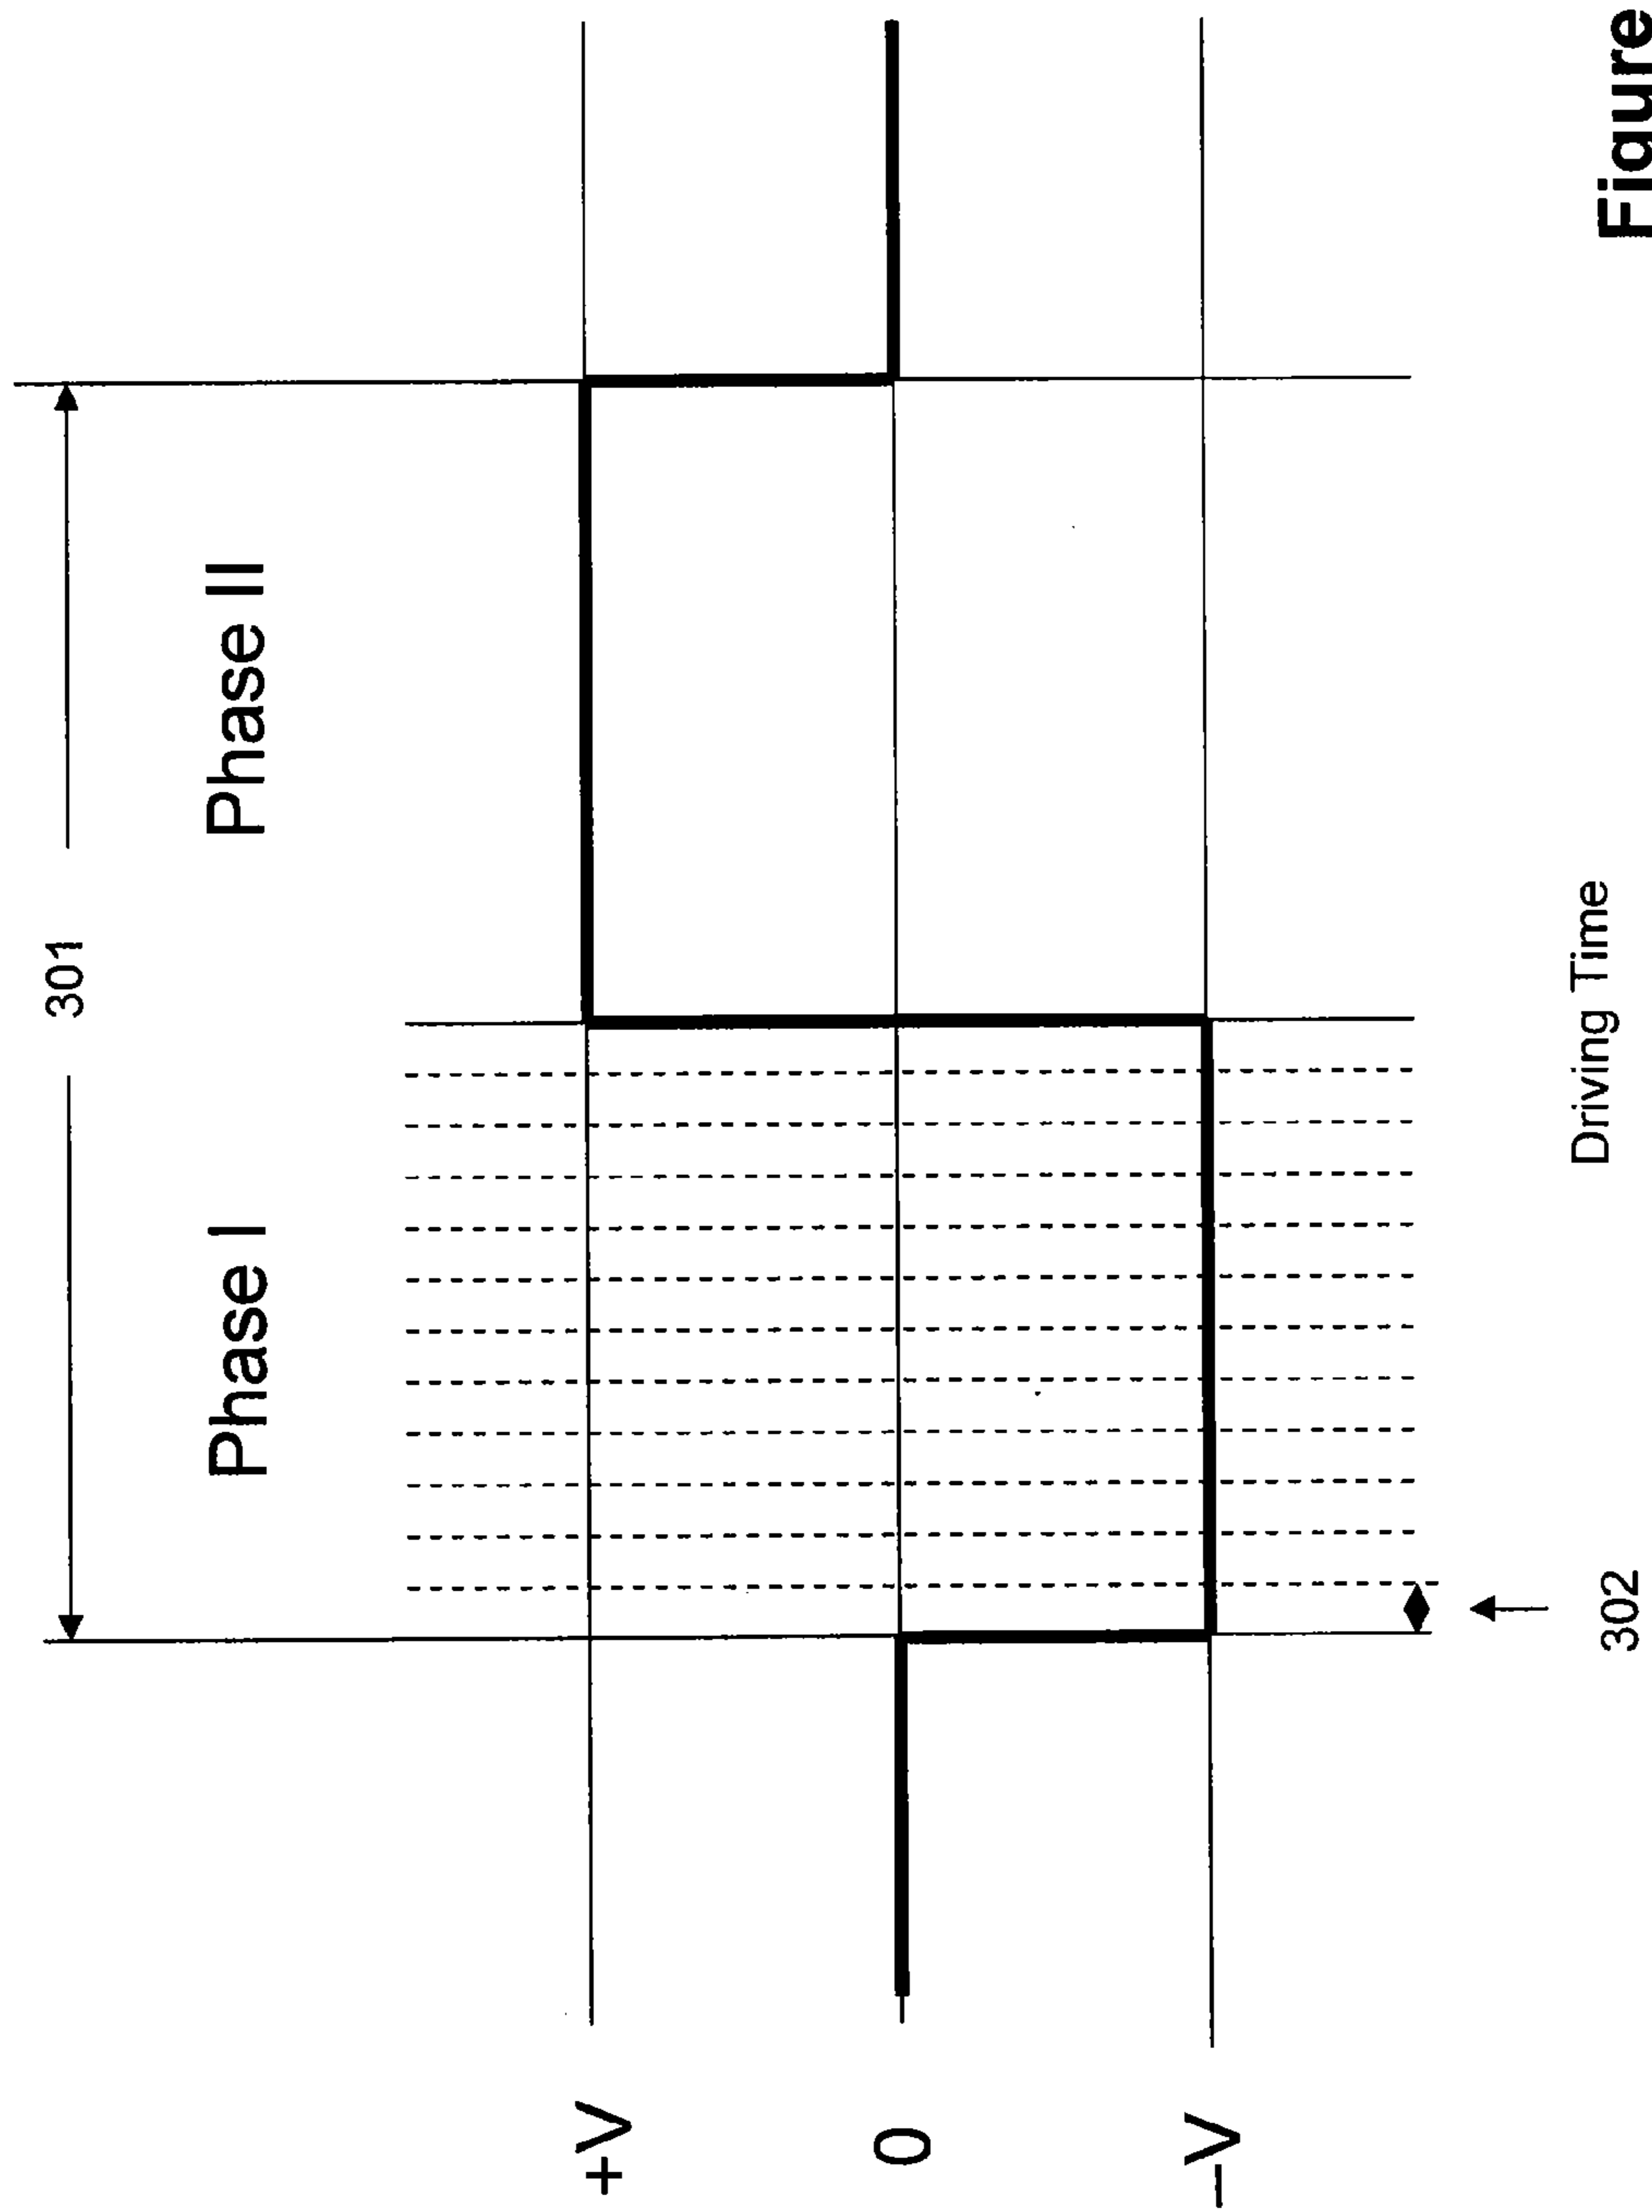 301
Phase I
Phase II
+V
0
–V
Driving Time
302
Figure